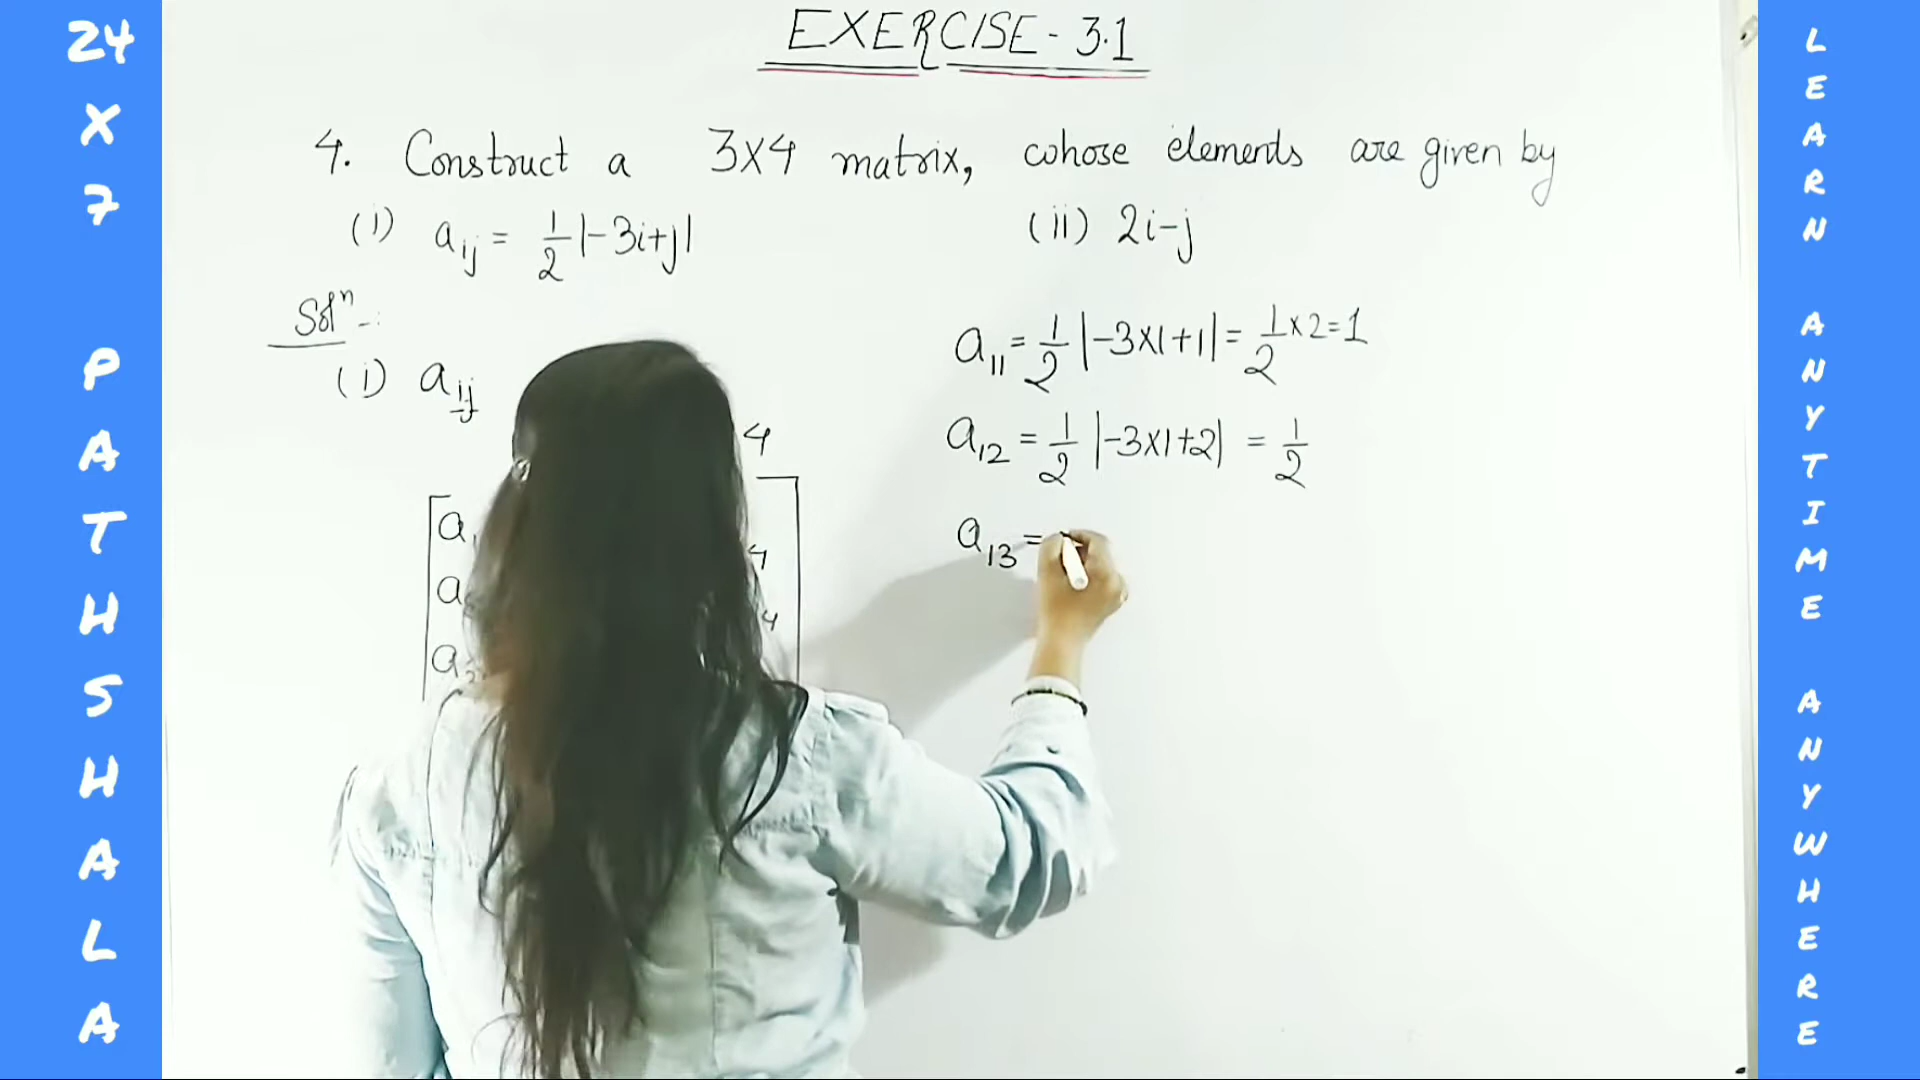 24 X 7 PATHSHALA
EXERCISE - 3.1
4. Construct a 3X4 matrix, whose elements are given by
(i) aij = 1/2 |-3i+j|
(ii) 2i-j
Solⁿ -:
(i) aij
4
a11 = 1/2 |-3x1+1| = 1/2 x 2 = 1
a12 = 1/2 |-3x1+2| = 1/2
a13 =
LEARN ANYTIME ANYWHERE